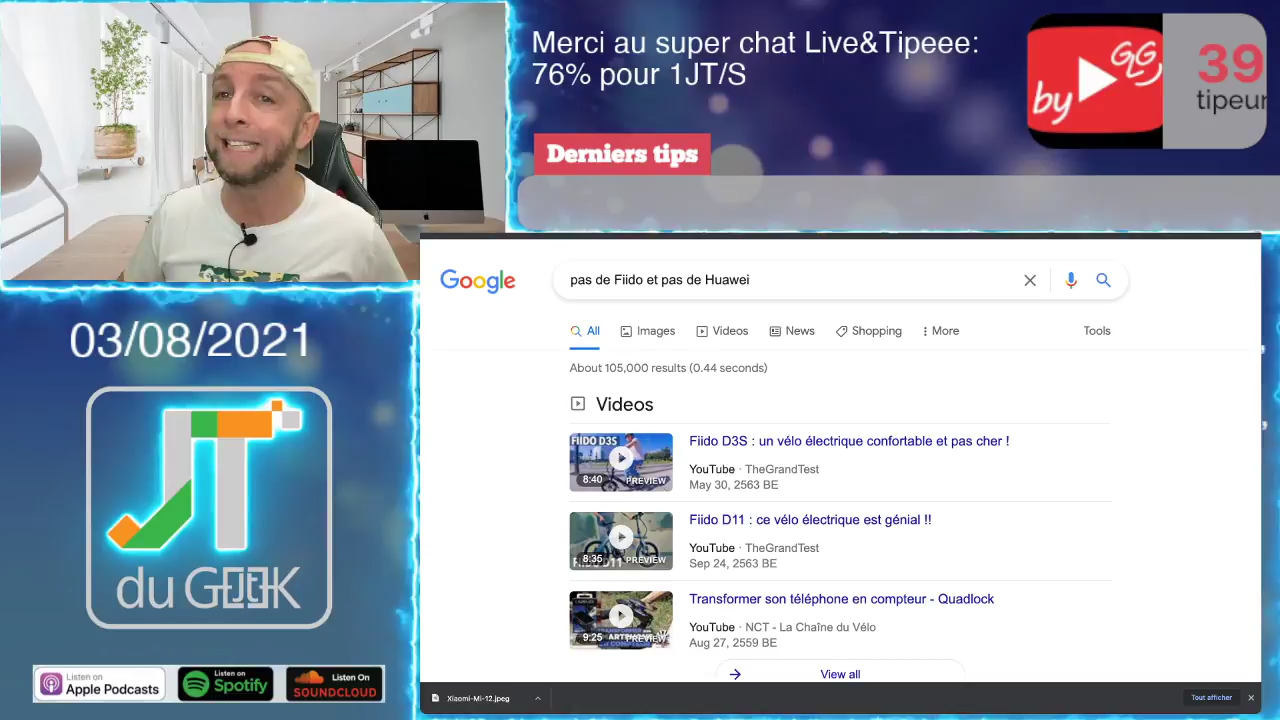 Merci au super chat Live&Tipeee:
76% pour 1JT/S
by GG
39
tipeur
Derniers tips
Google
pas de Fiido et pas de Huawei
All
Images
Videos
News
Shopping
More
Tools
About 105,000 results (0.44 seconds)
Videos
FIIDO D3S
8:40
PREVIEW
Fiido D3S : un vélo électrique confortable et pas cher !
YouTube · TheGrandTest
May 30, 2563 BE
8:35
PREVIEW
FIIDO D11
Fiido D11 : ce vélo électrique est génial !!
YouTube · TheGrandTest
Sep 24, 2563 BE
9:25
PREVIEW
Transformer son téléphone en compteur - Quadlock
YouTube · NCT - La Chaîne du Vélo
Aug 27, 2559 BE
View all
03/08/2021
JT
du GEEK
Listen on
Apple Podcasts
Listen on
Spotify
Listen On
SOUNDCLOUD
Xiaomi-Mi-12.jpeg
Tout afficher